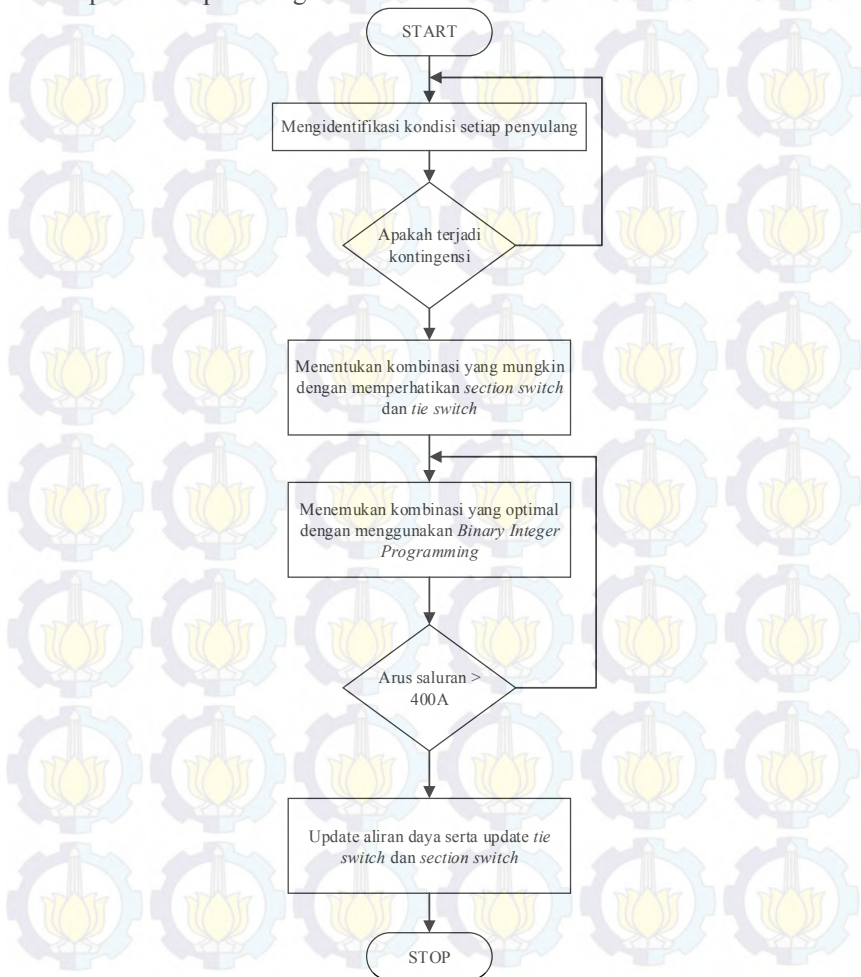 START
Mengidentifikasi kondisi setiap penyulang
Apakah terjadi
kontingensi
Menentukan kombinasi yang mungkin
dengan memperhatikan section switch
dan tie switch
Menemukan kombinasi yang optimal
dengan menggunakan Binary Integer
Programming
Arus saluran >
400A
Update aliran daya serta update tie
switch dan section switch
STOP